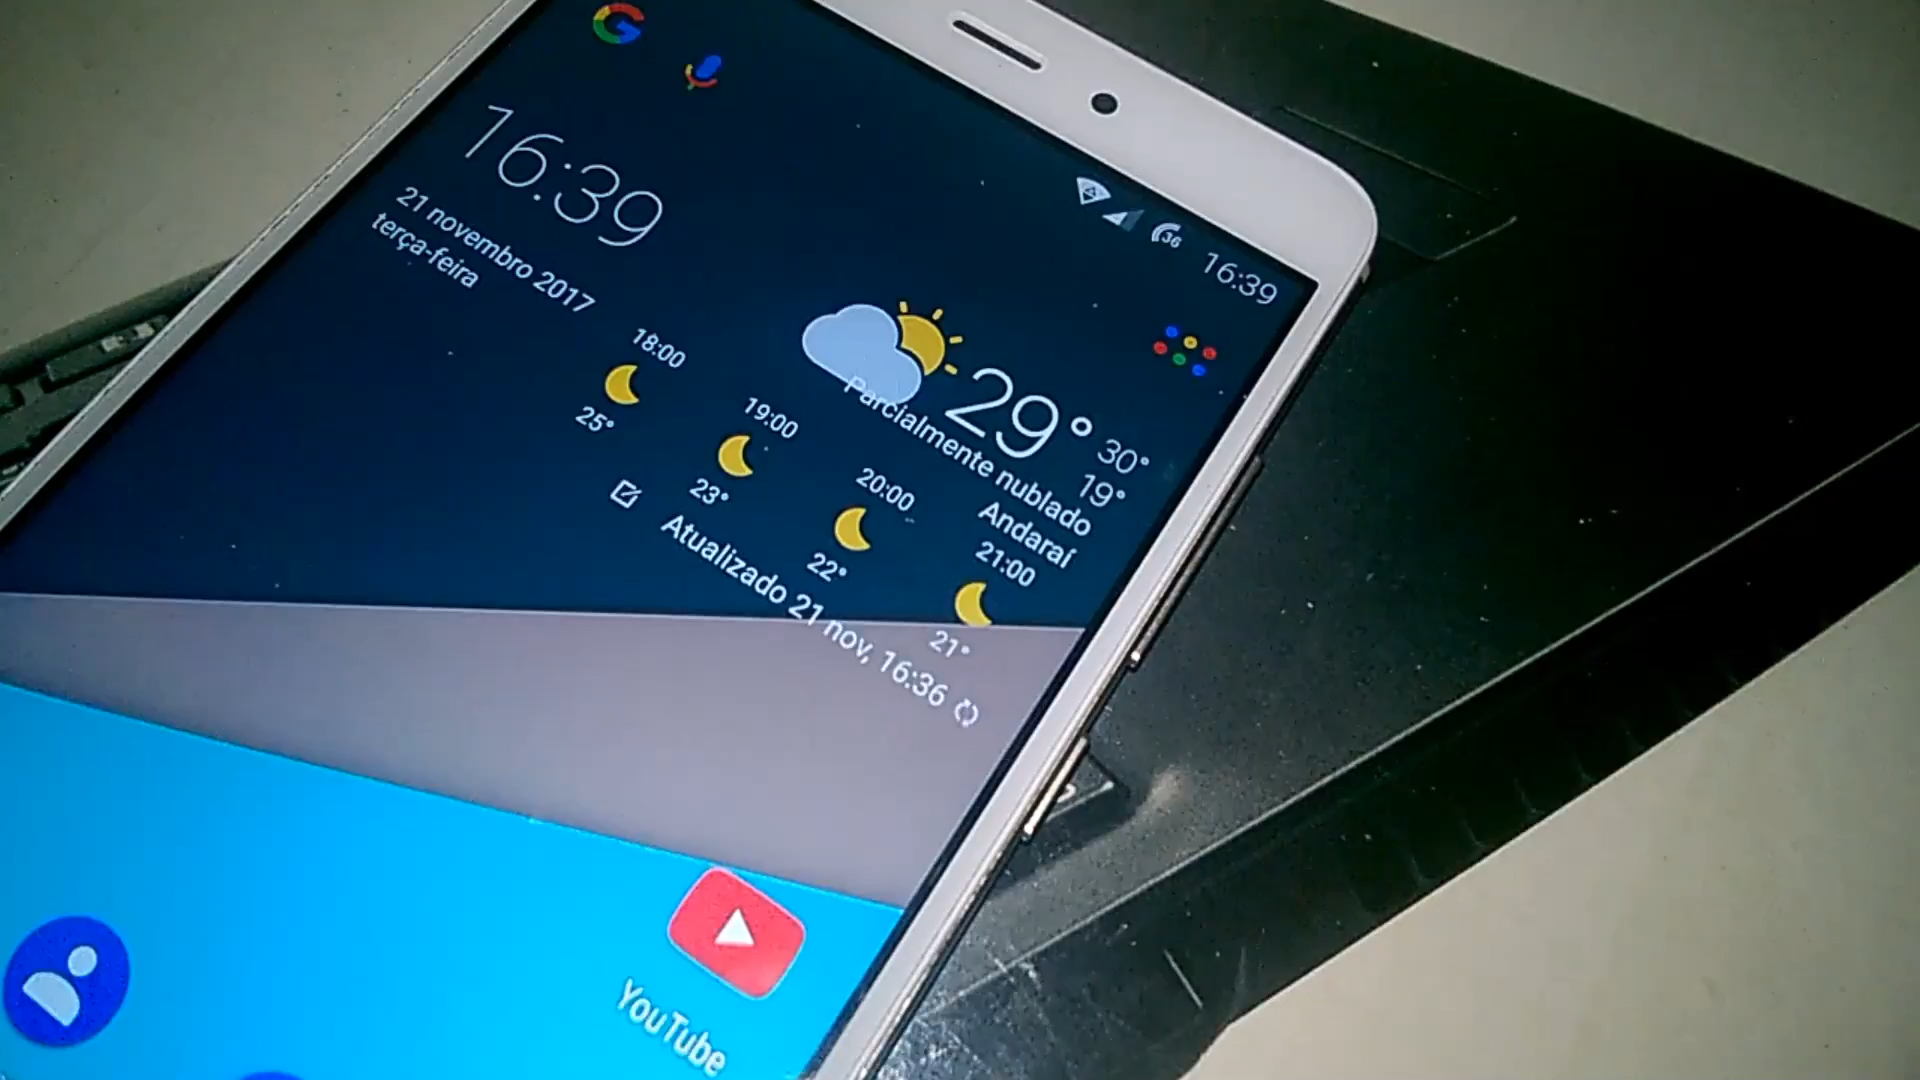 16:39
36
16:39
21 novembro 2017
terça-feira
29°
30°
19°
Parcialmente nublado
Andaraí
18:00
19:00
20:00
21:00
25°
23°
22°
21°
Atualizado 21 nov, 16:36
YouTube